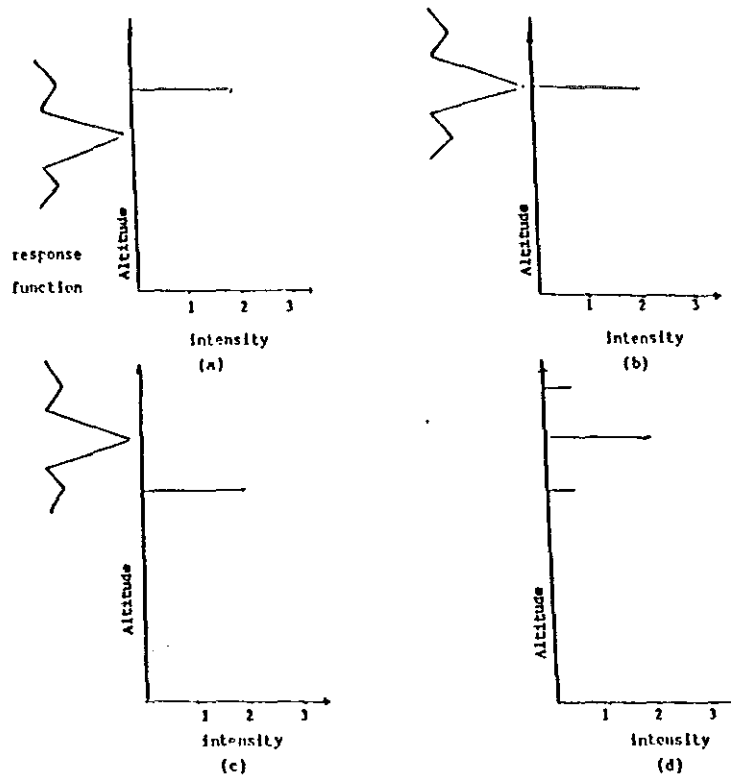 Altitude
response
function
1 2 3
intensity
(a)
Altitude
1 2 3
intensity
(b)
Altitude
1 2 3
intensity
(c)
Altitude
1 2 3
intensity
(d)